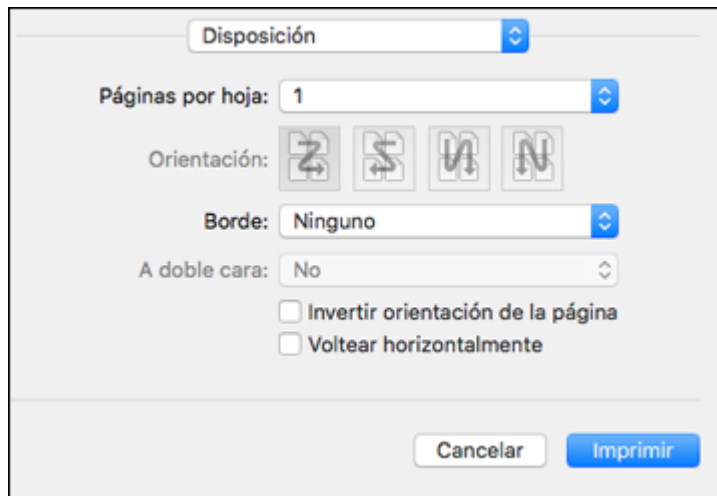 Disposición
Páginas por hoja: 1
Orientación:
Borde: Ninguno
A doble cara: No
Invertir orientación de la página
Voltear horizontalmente
Cancelar Imprimir